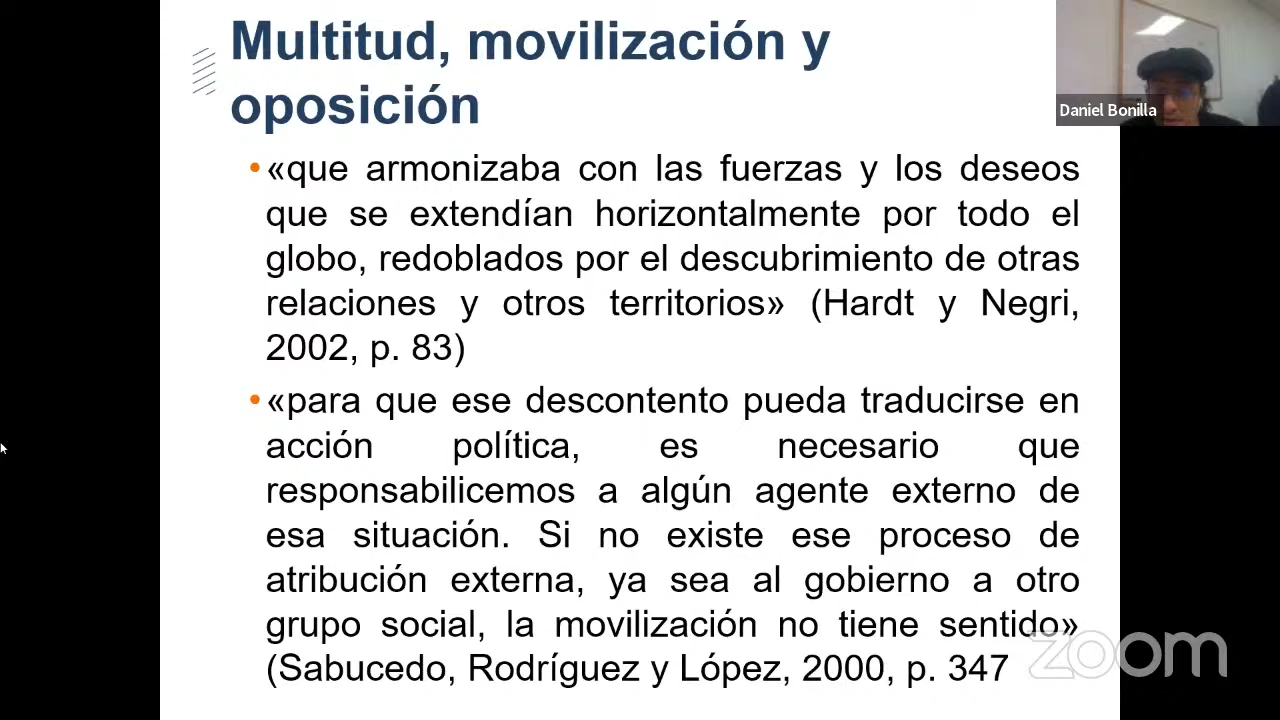 Multitud, movilización y
oposición
Daniel Bonilla
•«que armonizaba con las fuerzas y los deseos
que se extendían horizontalmente por todo el
globo, redoblados por el descubrimiento de otras
relaciones y otros territorios» (Hardt y Negri,
2002, p. 83)
•«para que ese descontento pueda traducirse en
acción política, es necesario que
responsabilicemos a algún agente externo de
esa situación. Si no existe ese proceso de
atribución externa, ya sea al gobierno a otro
grupo social, la movilización no tiene sentido»
(Sabucedo, Rodríguez y López, 2000, p. 347
zoom